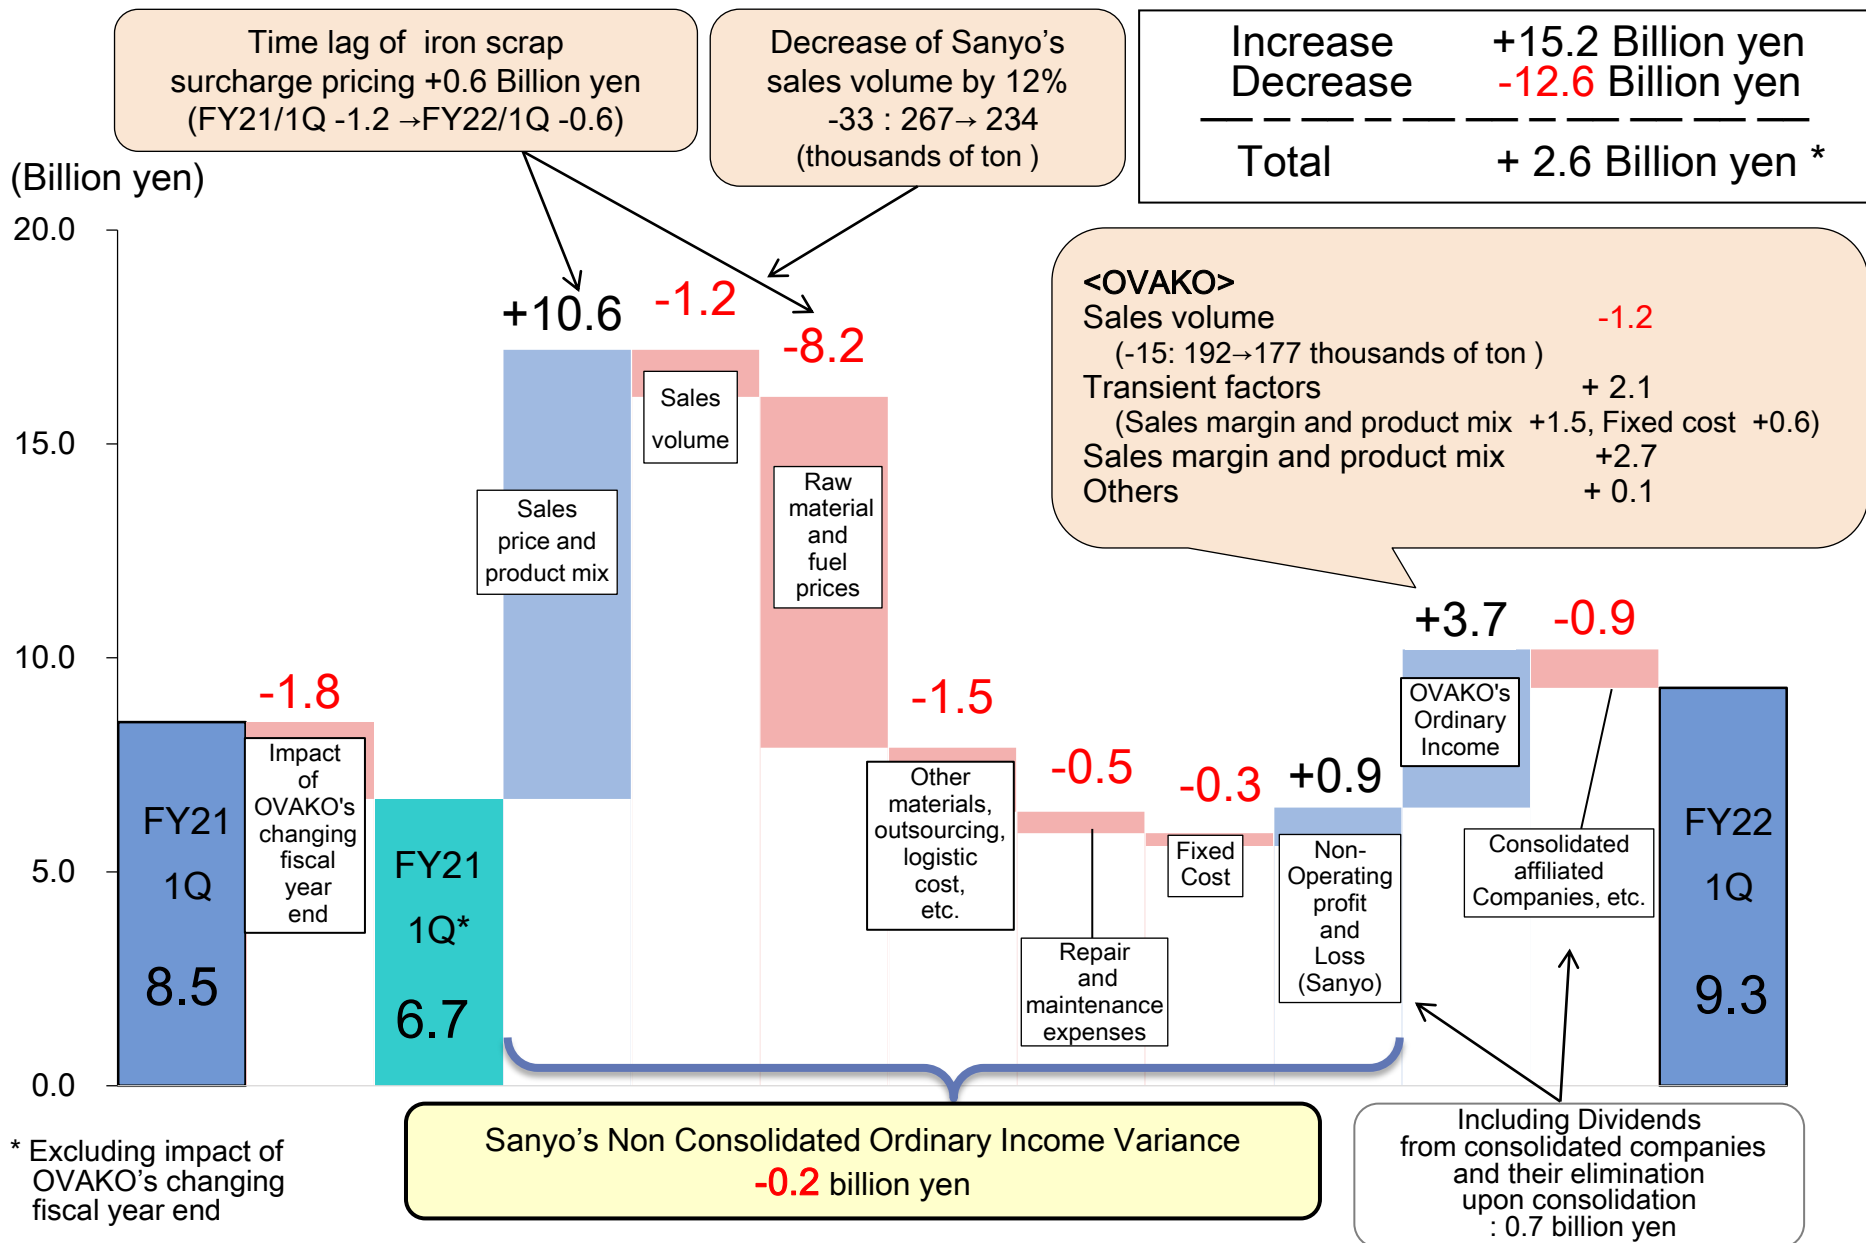 Time lag of iron scrap
surcharge pricing +0.6 Billion yen
(FY21/1Q -1.2 →FY22/1Q -0.6)
Decrease of Sanyo's
sales volume by 12%
-33 : 267→ 234
(thousands of ton )
Increase +15.2 Billion yen
Decrease -12.6 Billion yen
Total + 2.6 Billion yen *
(Billion yen)
20.0
15.0
10.0
5.0
0.0
<OVAKO>
Sales volume -1.2
(-15: 192→177 thousands of ton )
Transient factors + 2.1
(Sales margin and product mix +1.5, Fixed cost +0.6)
Sales margin and product mix +2.7
Others + 0.1
FY21
1Q
8.5
-1.8
Impact
of
OVAKO's
changing
fiscal
year
end
FY21
1Q*
6.7
+10.6
Sales
price and
product mix
-1.2
Sales
volume
-8.2
Raw
material
and
fuel
prices
-1.5
Other
materials,
outsourcing,
logistic
cost,
etc.
-0.5
Repair
and
maintenance
expenses
-0.3
Fixed
Cost
+0.9
Non-
Operating
profit
and
Loss
(Sanyo)
+3.7
OVAKO's
Ordinary
Income
-0.9
Consolidated
affiliated
Companies, etc.
FY22
1Q
9.3
Sanyo's Non Consolidated Ordinary Income Variance
-0.2 billion yen
Including Dividends
from consolidated companies
and their elimination
upon consolidation
: 0.7 billion yen
* Excluding impact of
OVAKO's changing
fiscal year end